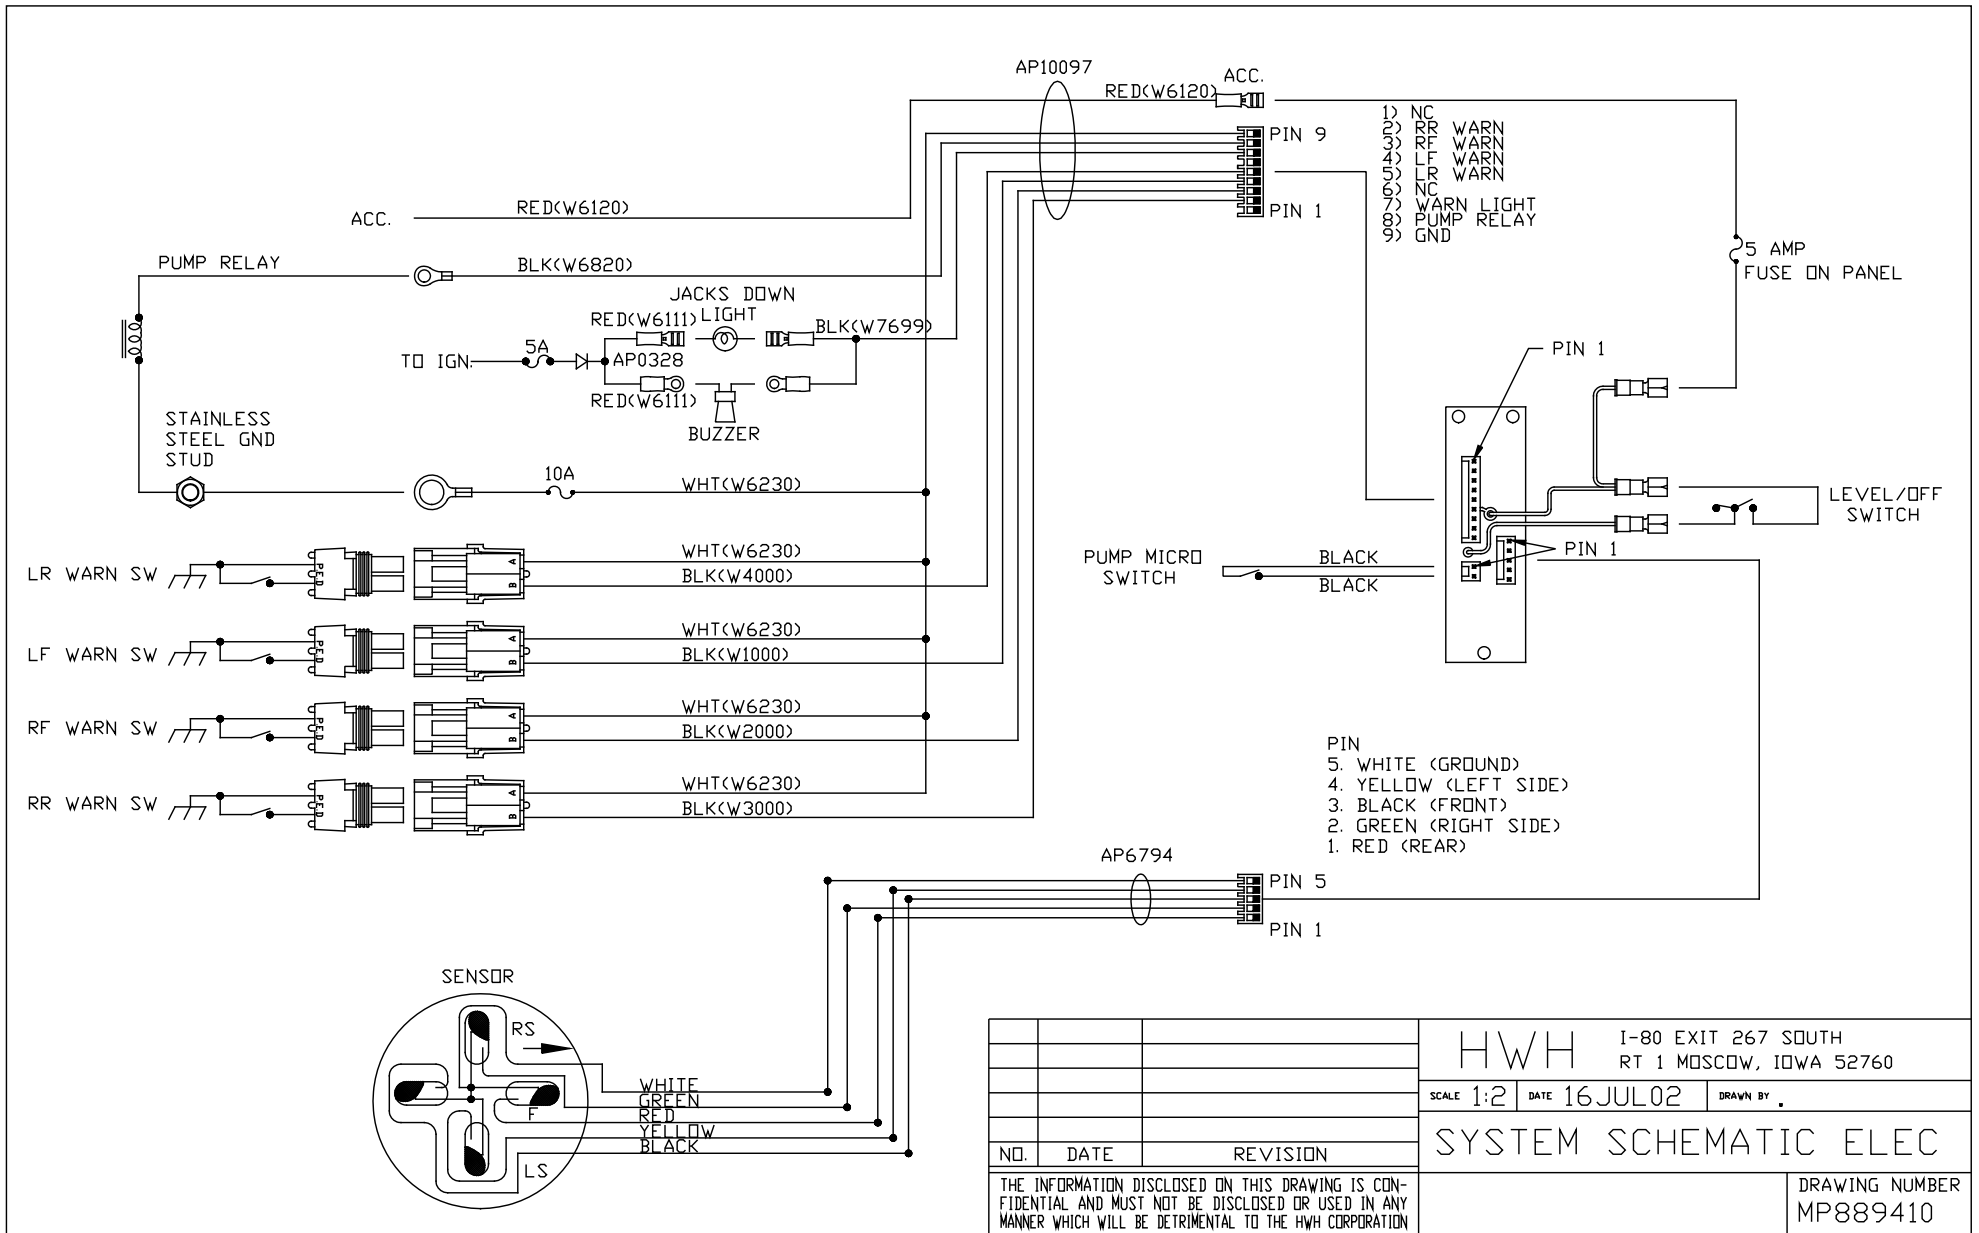 AP10097
ACC.
RED(W6120)
PIN 9
PIN 1
1) NC
2) RR WARN
3) RF WARN
4) LF WARN
5) LR WARN
6) NC
7) WARN LIGHT
8) PUMP RELAY
9) GND
ACC.
RED(W6120)
PUMP RELAY
BLK(W6820)
5 AMP
FUSE ON PANEL
JACKS DOWN
LIGHT
RED(W6111)
BLK(W7699)
TO IGN.
5A
AP0328
RED(W6111)
BUZZER
PIN 1
STAINLESS
STEEL GND
STUD
10A
WHT(W6230)
LEVEL/OFF
SWITCH
PUMP MICRO
SWITCH
BLACK
BLACK
PIN 1
LR WARN SW
P.E.D
A
B
WHT(W6230)
BLK(W4000)
LF WARN SW
P.E.D
A
B
WHT(W6230)
BLK(W1000)
RF WARN SW
P.E.D
A
B
WHT(W6230)
BLK(W2000)
RR WARN SW
P.E.D
A
B
WHT(W6230)
BLK(W3000)
PIN
5. WHITE (GROUND)
4. YELLOW (LEFT SIDE)
3. BLACK (FRONT)
2. GREEN (RIGHT SIDE)
1. RED (REAR)
AP6794
PIN 5
PIN 1
SENSOR
RS
F
LS
WHITE
GREEN
RED
YELLOW
BLACK
NO. DATE REVISION
THE INFORMATION DISCLOSED ON THIS DRAWING IS CON-
FIDENTIAL AND MUST NOT BE DISCLOSED OR USED IN ANY
MANNER WHICH WILL BE DETRIMENTAL TO THE HWH CORPORATION
HWH
I-80 EXIT 267 SOUTH
RT 1 MOSCOW, IOWA 52760
SCALE 1:2 DATE 16JUL02 DRAWN BY .
SYSTEM SCHEMATIC ELEC
DRAWING NUMBER
MP889410